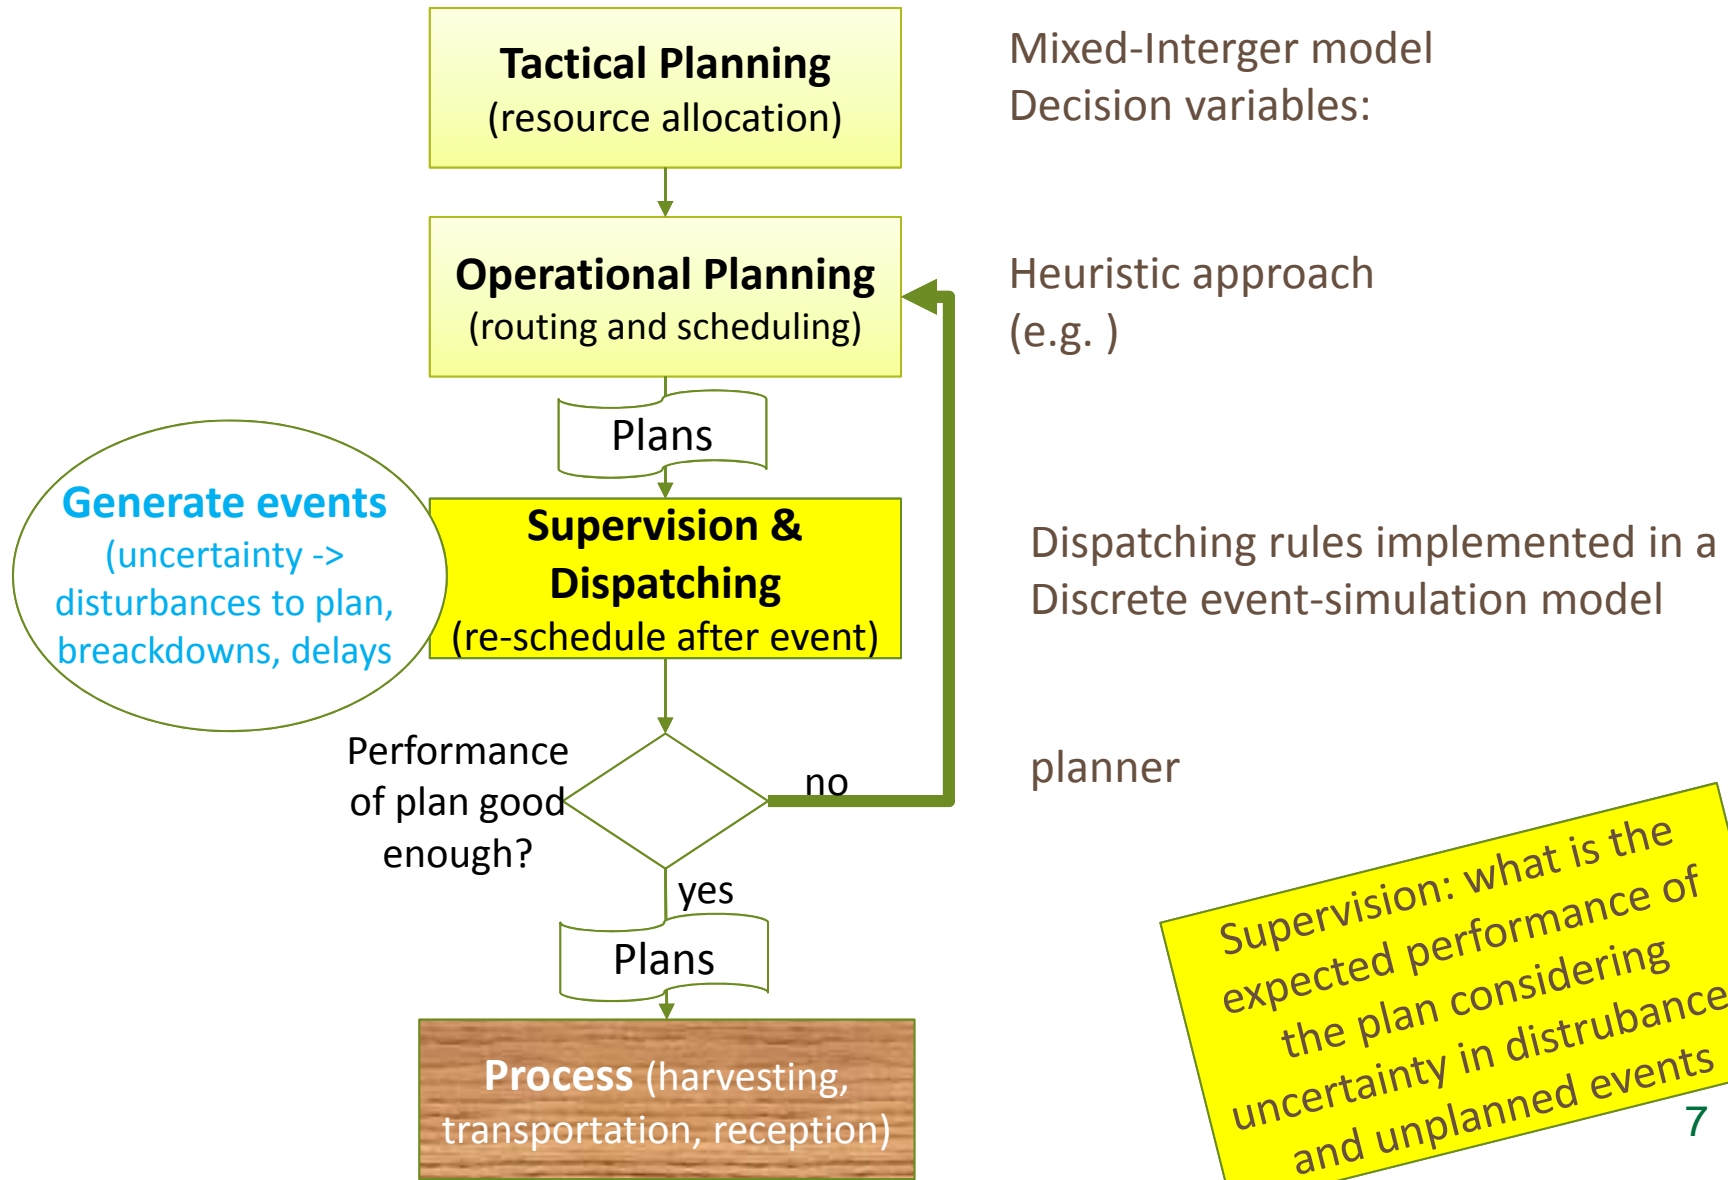 Tactical Planning
(resource allocation)
Mixed-Interger model
Decision variables:
Operational Planning
(routing and scheduling)
Heuristic approach
(e.g. )
Plans
Generate events
(uncertainty ->
disturbances to plan,
breackdowns, delays
Supervision &
Dispatching
(re-schedule after event)
Dispatching rules implemented in a
Discrete event-simulation model
Performance
of plan good
enough?
no
planner
yes
Plans
Process (harvesting,
transportation, reception)
Supervision: what is the
expected performance of
the plan considering
uncertainty in distrubance
and unplanned events
7